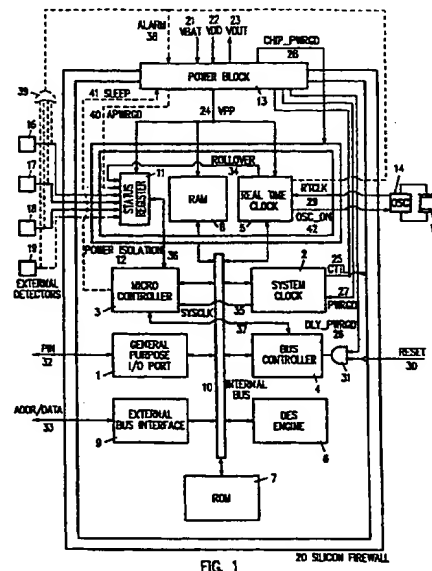 ALARM
38
21
VBAT
22
VDD
23
VOUT
CHIP_PWRGD
28
POWER BLOCK
13
41 SLEEP
40 APWRGD
39
24
VPP
16
17
18
19
EXTERNAL
DETECTORS
11
STATUS
REGISTER
ROLLOVER
34
RAM
REAL TIME
CLOCK
5
RTCLK
29
OSC_ON
42
14
OSC
POWER ISOLATION
12
36
MICRO
CONTROLLER
3
2
SYSTEM
CLOCK
25
CTTL
27
PWRGD
35
SYSCLK
37
DLY_PWRGD
26
PIN
32
GENERAL
PURPOSE
I/O PORT
1
BUS
CONTROLLER
4
31
RESET
30
10
INTERNAL
BUS
ADDR/DATA
33
EXTERNAL
BUS INTERFACE
9
DES
ENGINE
6
ROM
7
20 SILICON FIREWALL
FIG. 1